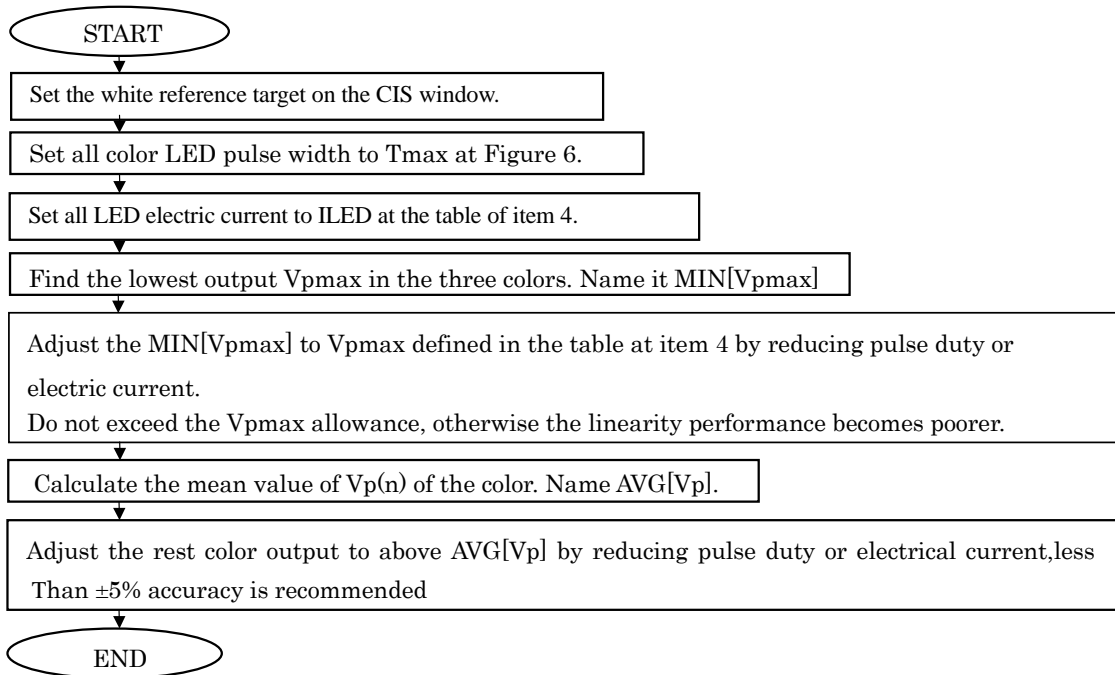 START
Set the white reference target on the CIS window.
Set all color LED pulse width to Tmax at Figure 6.
Set all LED electric current to ILED at the table of item 4.
Find the lowest output Vpmax in the three colors. Name it MIN[Vpmax]
Adjust the MIN[Vpmax] to Vpmax defined in the table at item 4 by reducing pulse duty or
electric current.
Do not exceed the Vpmax allowance, otherwise the linearity performance becomes poorer.
Calculate the mean value of Vp(n) of the color. Name AVG[Vp].
Adjust the rest color output to above AVG[Vp] by reducing pulse duty or electrical current,less
Than ±5% accuracy is recommended
END